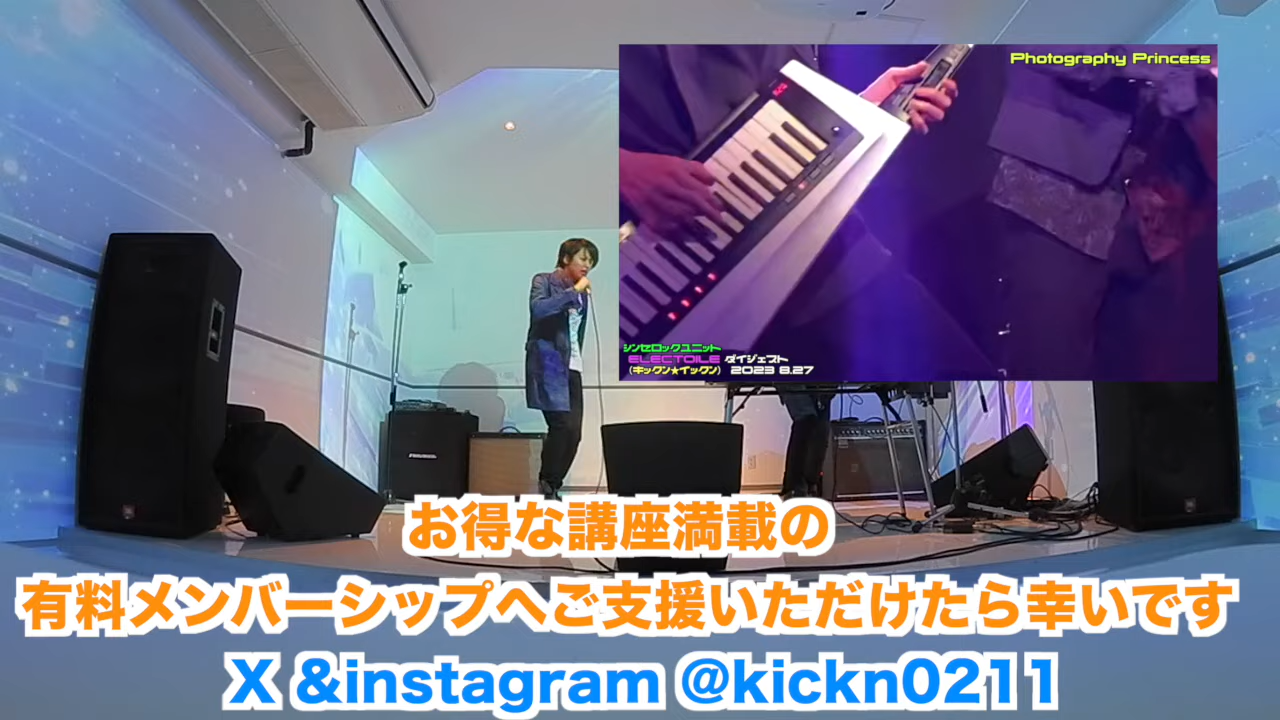 Photography Princess
シンセロックユニット
ELECTOILE ダイジェスト
(キックン★イックン) 2023 8.27
お得な講座満載の
有料メンバーシップへご支援いただけたら幸いです
X &instagram @kickn0211